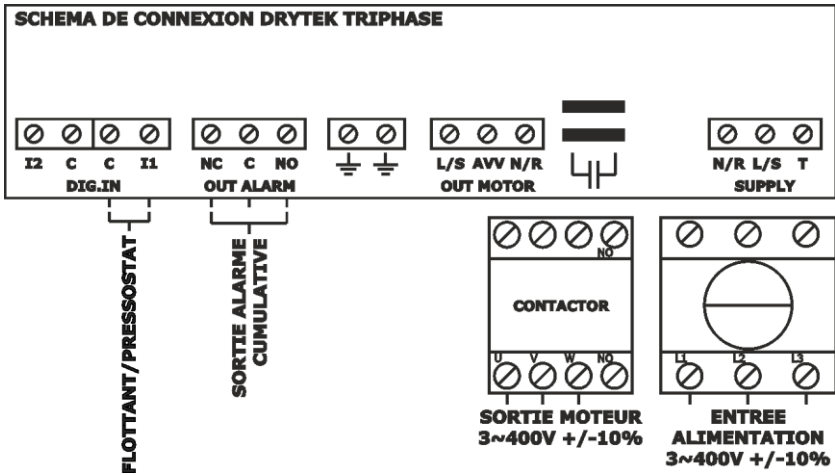 SCHEMA DE CONNEXION DRYTEK TRIPHASE
I2 C C I1 NC C NO L/S AVV N/R N/R L/S T
DIG.IN OUT ALARM OUT MOTOR SUPPLY
FLOTTANT/PRESSOSTAT
SORTIE ALARME
CUMULATIVE
NO
CONTACTOR
U V W NO
L1 L2 L3
SORTIE MOTEUR
3~400V +/-10%
ENTREE
ALIMENTATION
3~400V +/-10%